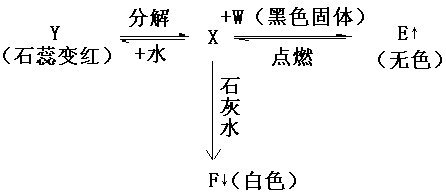 Y 分解 X +W（黑色固体） E↑
（石蕊变红） +水 点燃 （无色）
石灰水
F↓（白色）